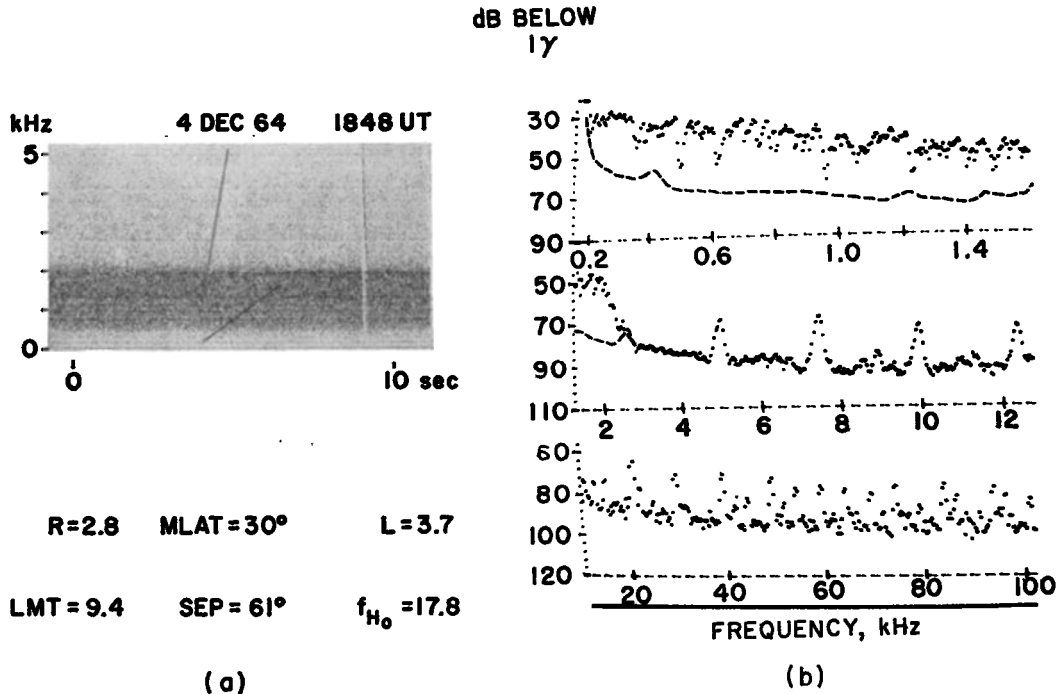 dB BELOW
1γ
kHz 4 DEC 64 1848 UT
5
0
0 10 sec
R=2.8 MLAT=30° L=3.7
LMT=9.4 SEP=61° fH₀=17.8
(a)
30
50
70
90
0.2 0.6 1.0 1.4
50
70
90
110
2 4 6 8 10 12
60
80
100
120
20 40 60 80 100
FREQUENCY, kHz
(b)